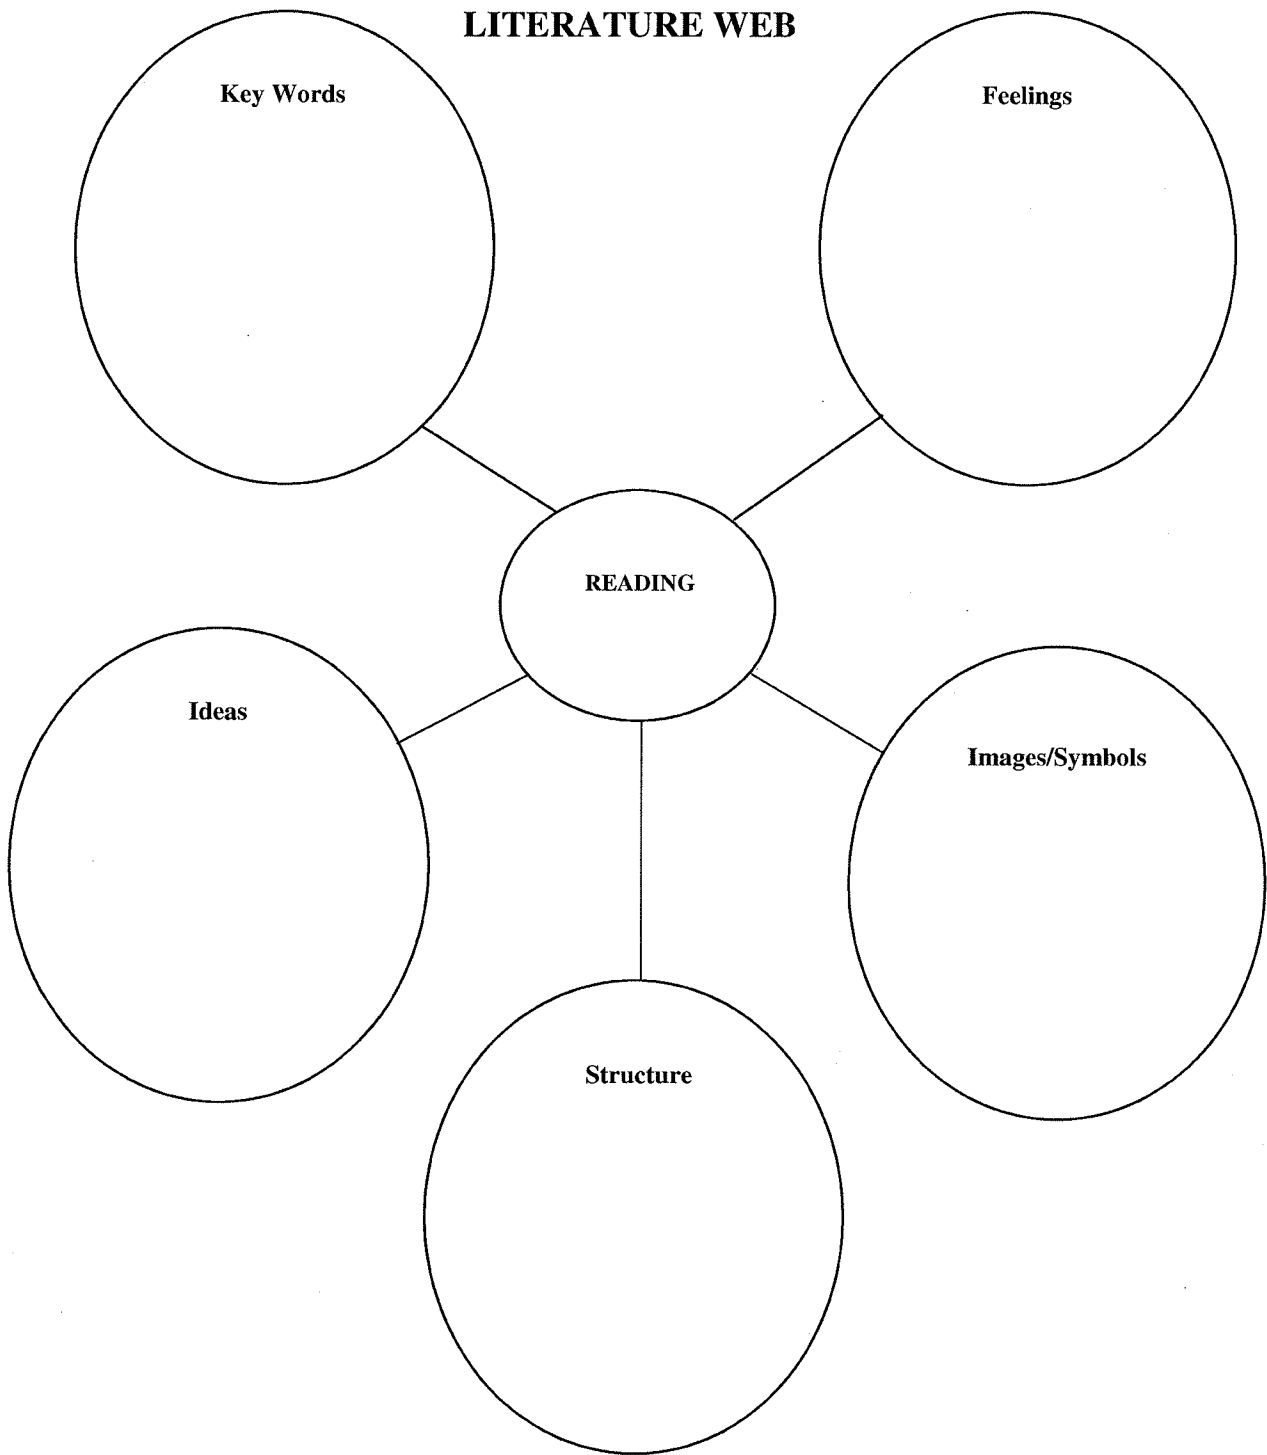 LITERATURE WEB
Key Words
Feelings
READING
Ideas
Images/Symbols
Structure